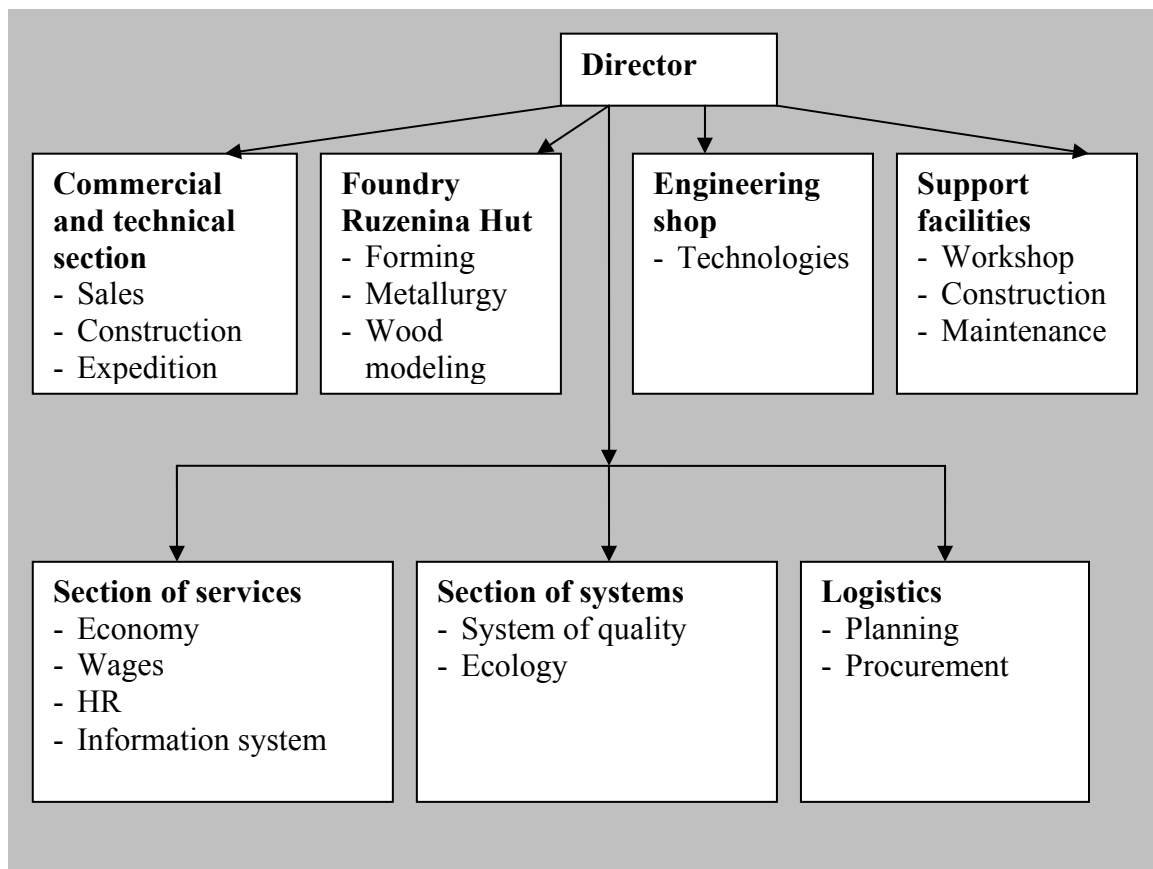 Director
Commercial
and technical
section
- Sales
- Construction
- Expedition
Foundry
Ruzenina Hut
- Forming
- Metallurgy
- Wood
modeling
Engineering
shop
- Technologies
Support
facilities
- Workshop
- Construction
- Maintenance
Section of services
- Economy
- Wages
- HR
- Information system
Section of systems
- System of quality
- Ecology
Logistics
- Planning
- Procurement